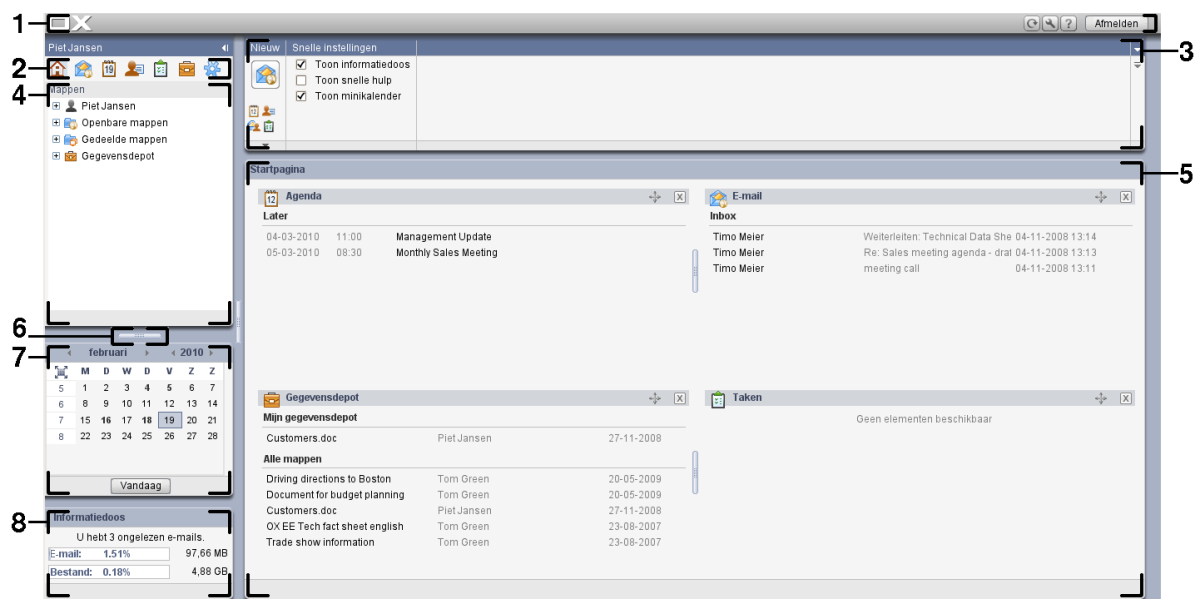 1
OX
Afmelden
Piet Jansen
2
19
4
Mappen
Piet Jansen
Openbare mappen
Gedeelde mappen
Gegevensdepot
Nieuw
Snelle instellingen
Toon informatiedoos
Toon snelle hulp
Toon minikalender
3
5
Startpagina
12 Agenda
Later
04-03-2010 11:00 Management Update
05-03-2010 08:30 Monthly Sales Meeting
E-mail
Inbox
Timo Meier Weiterleiten: Technical Data She 04-11-2008 13:14
Timo Meier Re: Sales meeting agenda - draf 04-11-2008 13:13
Timo Meier meeting call 04-11-2008 13:11
Gegevensdepot
Mijn gegevensdepot
Customers.doc Piet Jansen 27-11-2008
Alle mappen
Driving directions to Boston Tom Green 20-05-2009
Document for budget planning Tom Green 20-05-2009
Customers.doc Piet Jansen 27-11-2008
OX EE Tech fact sheet english Tom Green 23-08-2007
Trade show information Tom Green 23-08-2007
Taken
Geen elementen beschikbaar
6
7
februari 2010
M D W D V Z Z
5 1 2 3 4 5 6 7
6 8 9 10 11 12 13 14
7 15 16 17 18 19 20 21
8 22 23 24 25 26 27 28
Vandaag
8
Informatiedoos
U hebt 3 ongelezen e-mails.
E-mail: 1.51% 97,66 MB
Bestand: 0.18% 4,88 GB